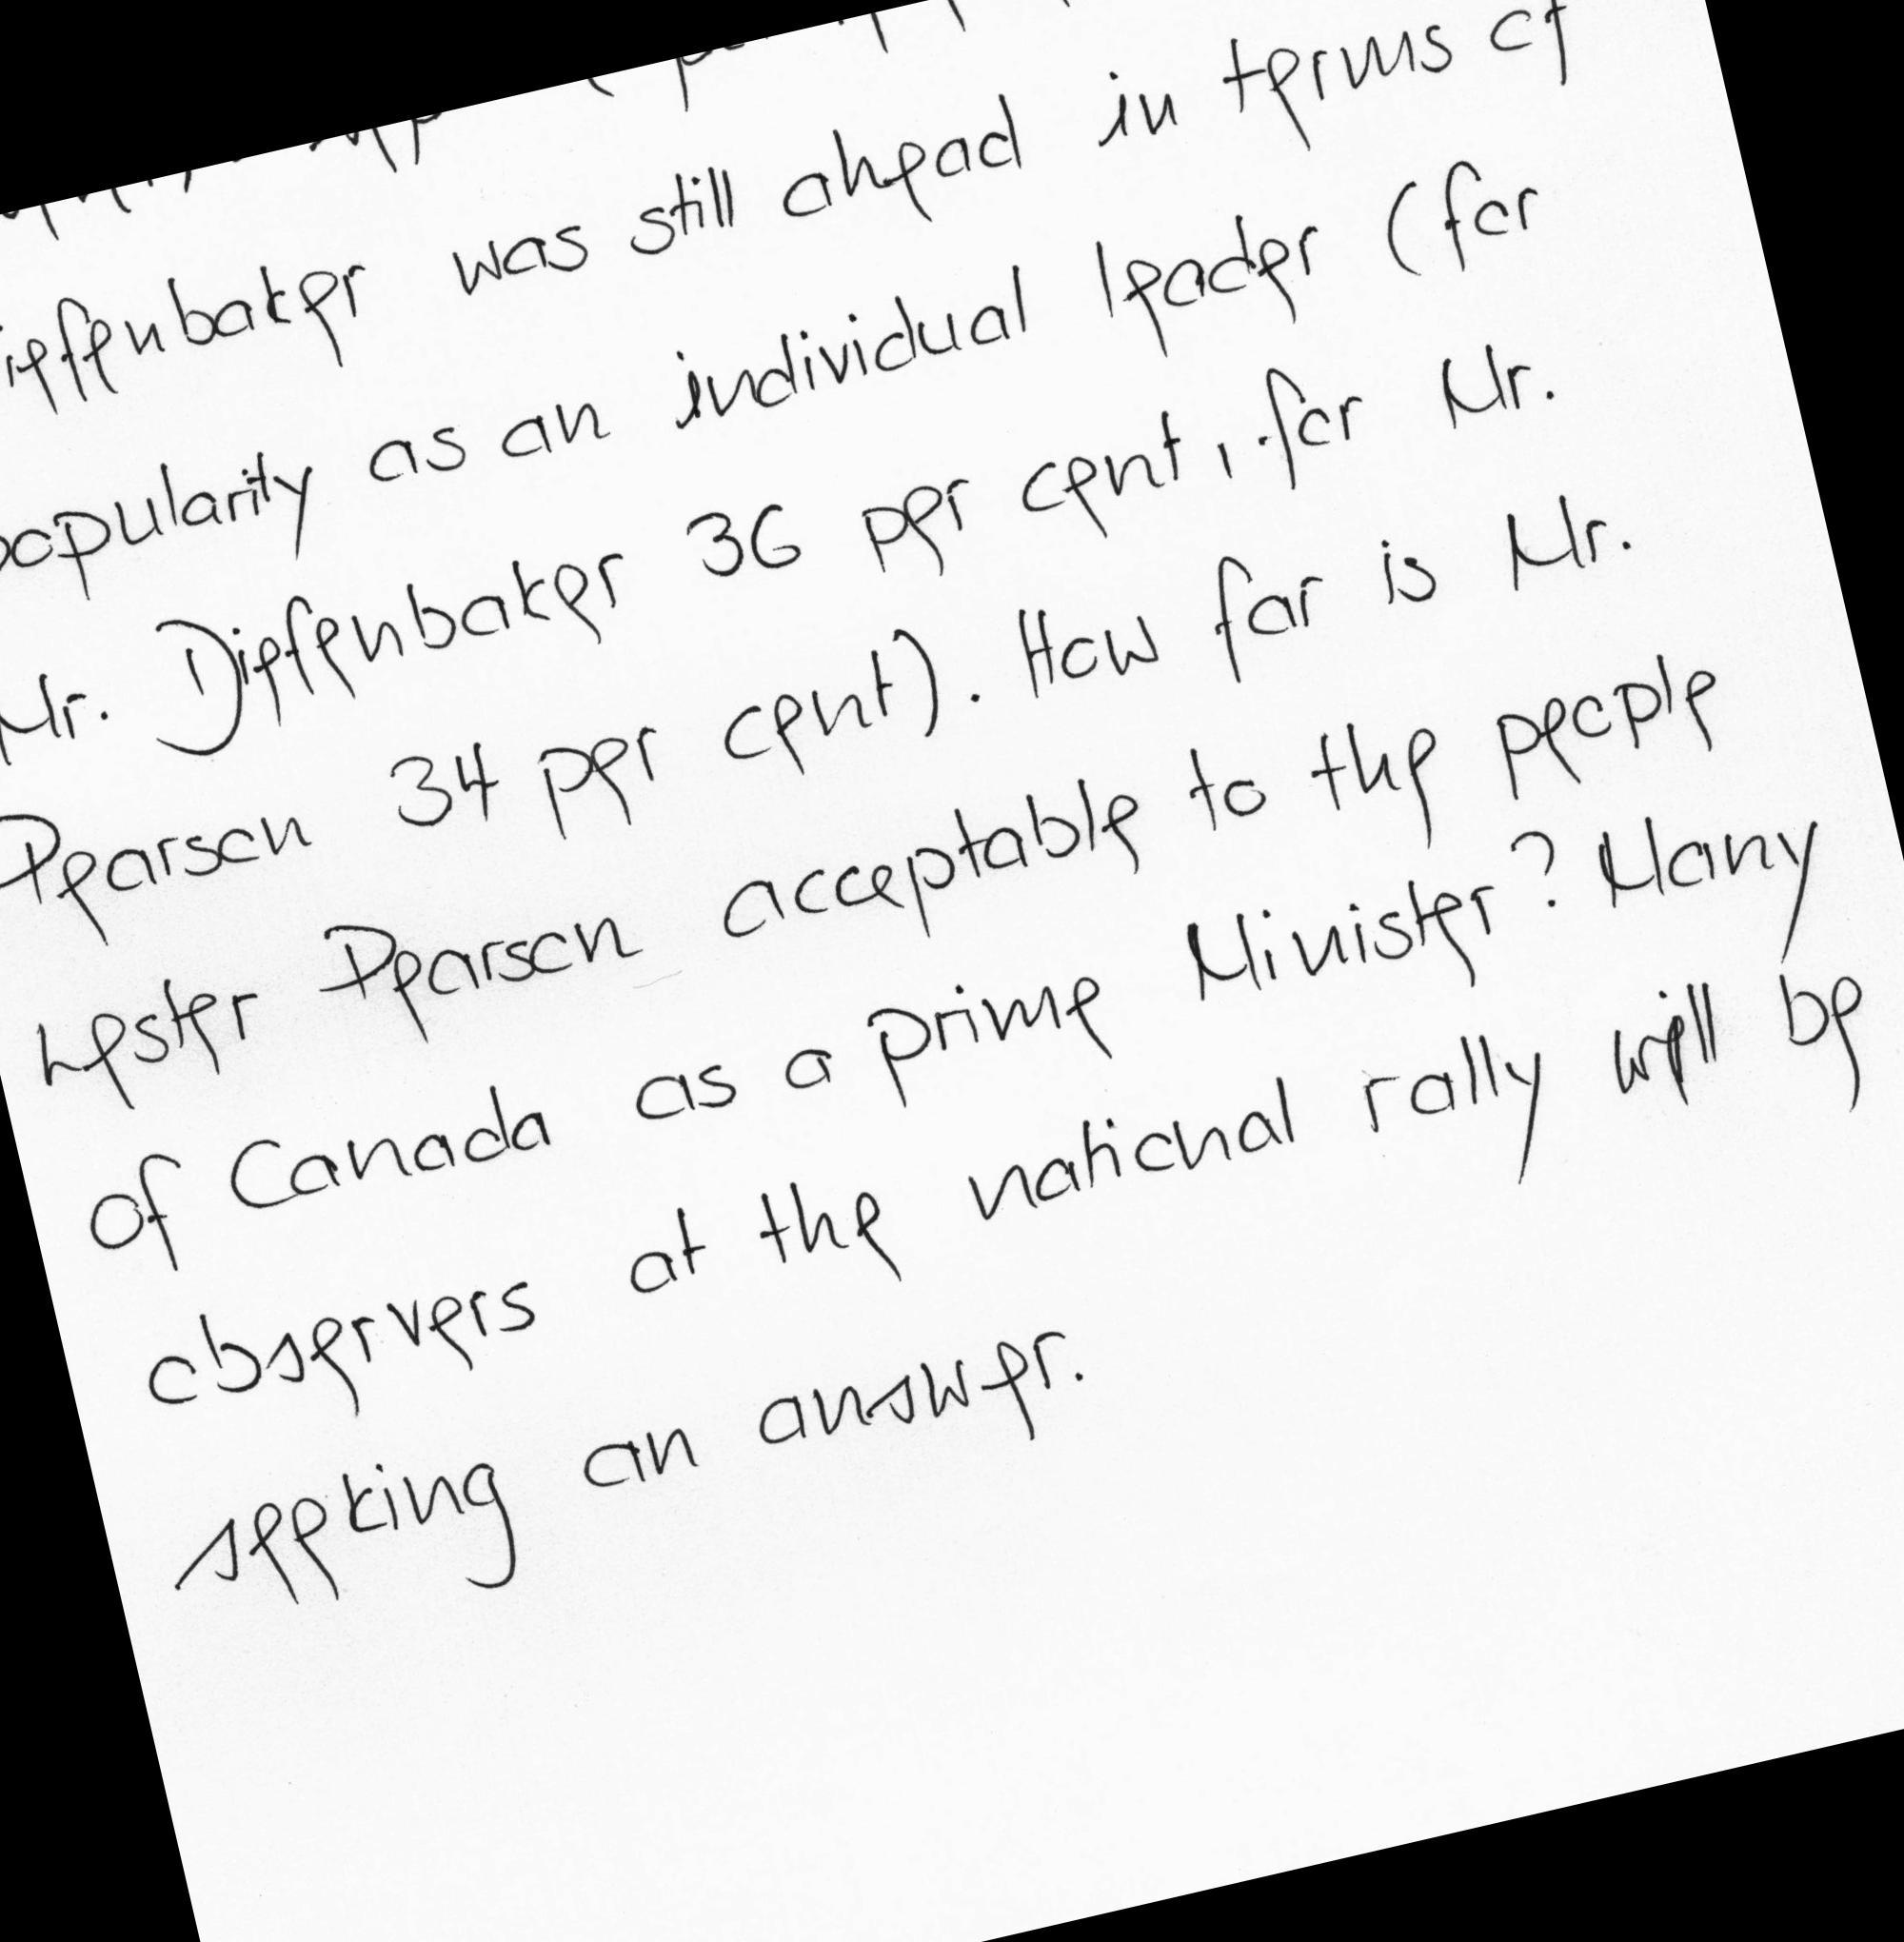 Diefenbaker was still ahead in terms of
popularity as an individual leader (for
Mr. Diefenbaker 36 per cent, for Mr.
Pearson 34 per cent). How far is Mr.
Lester Pearson acceptable to the people
of Canada as a prime Minister? Many
observers at the national rally will be
seeking an answer.